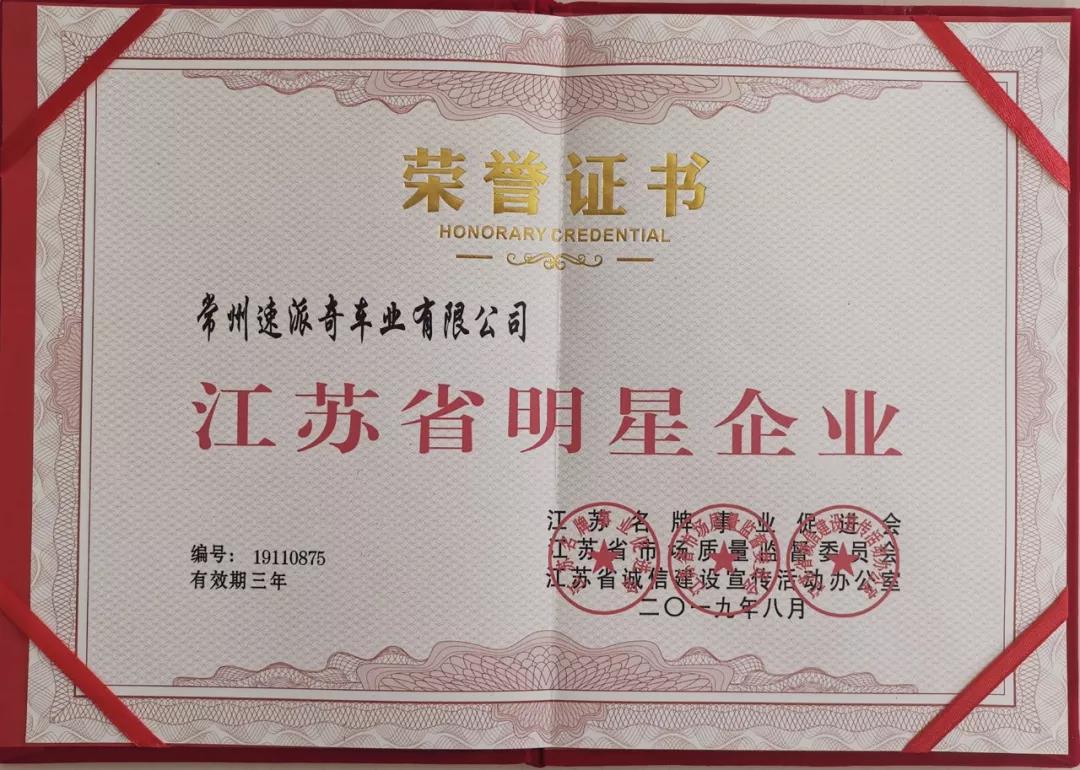 荣誉证书
HONORARY CREDENTIAL
常州速派奇车业有限公司
江苏省明星企业
编号：19110875
有效期三年
江苏名牌事业促进会
江苏省市场质量监督委员会
江苏省诚信建设宣传活动办公室
二〇一九年八月